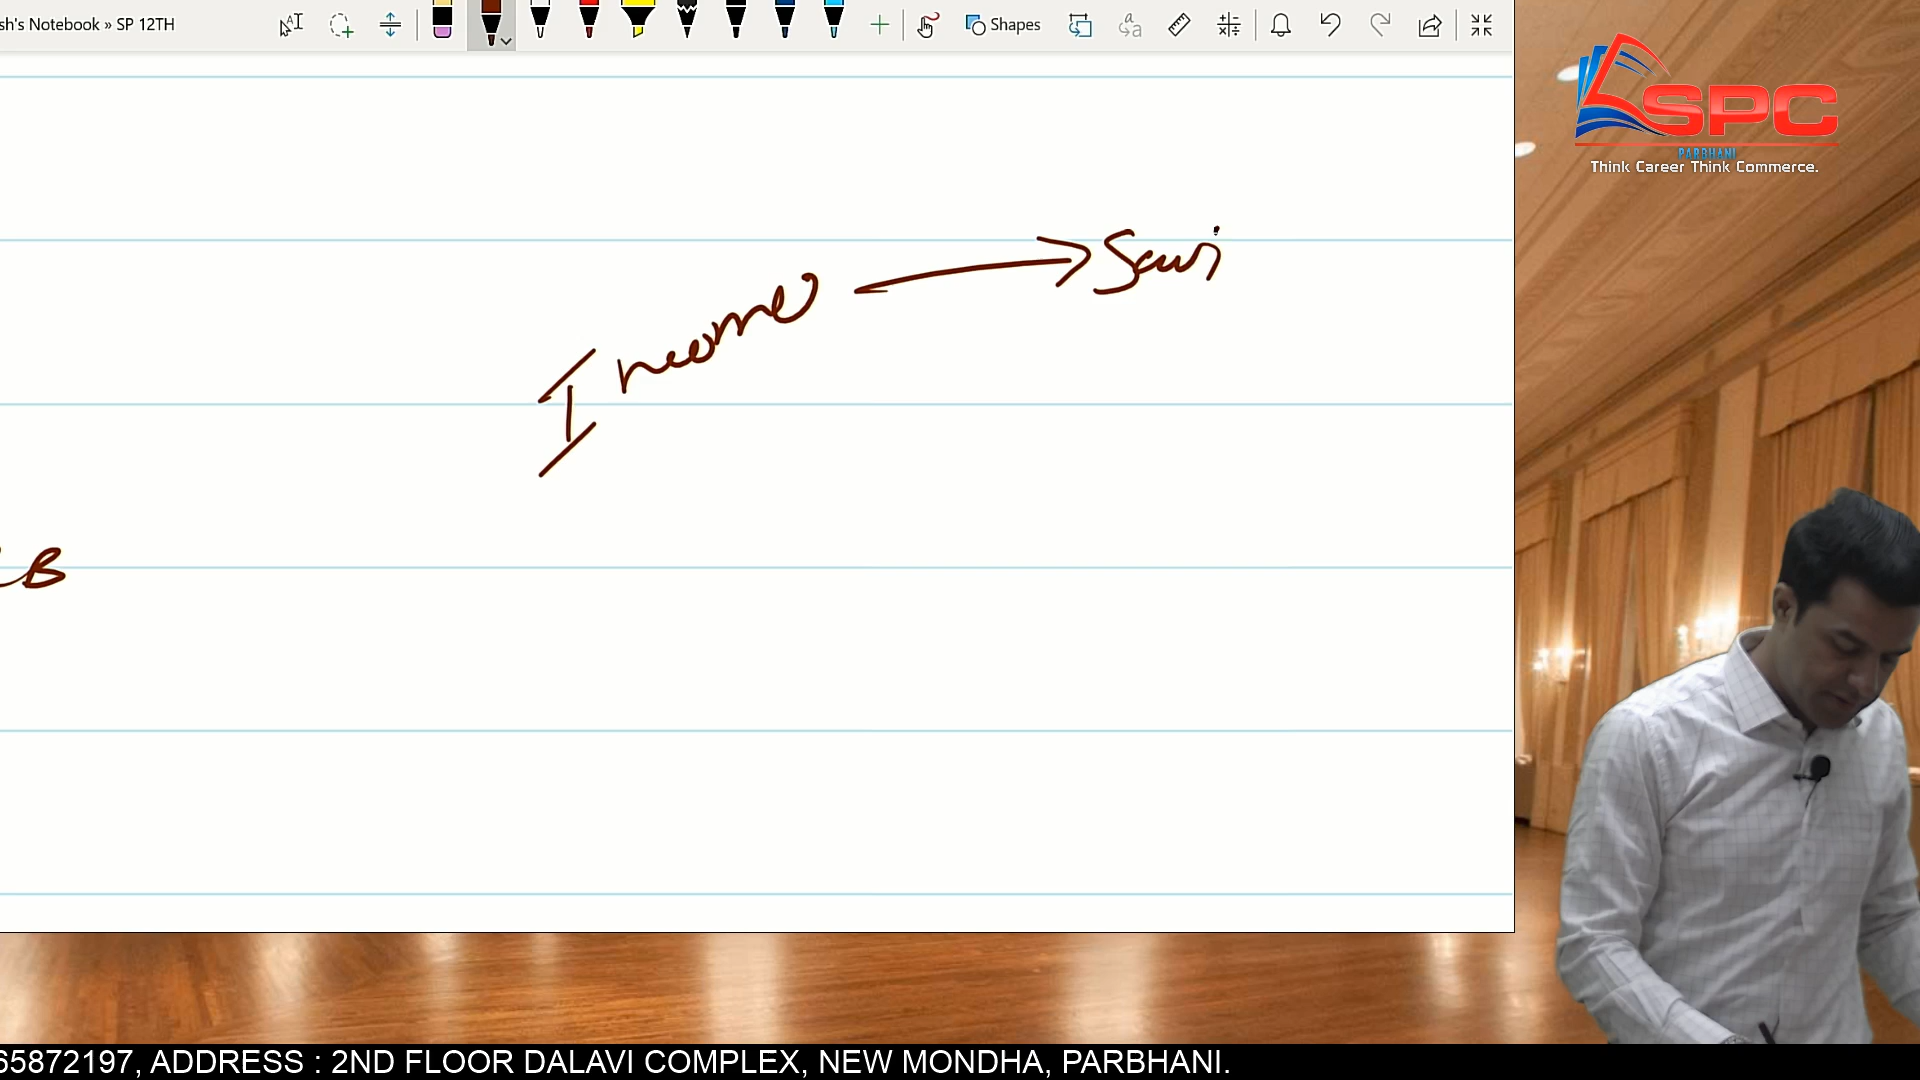 sh's Notebook » SP 12TH
Shapes
SPC
PARBHANI
Think Career Think Commerce.
Income → Savi
B
65872197, ADDRESS : 2ND FLOOR DALAVI COMPLEX, NEW MONDHA, PARBHANI.